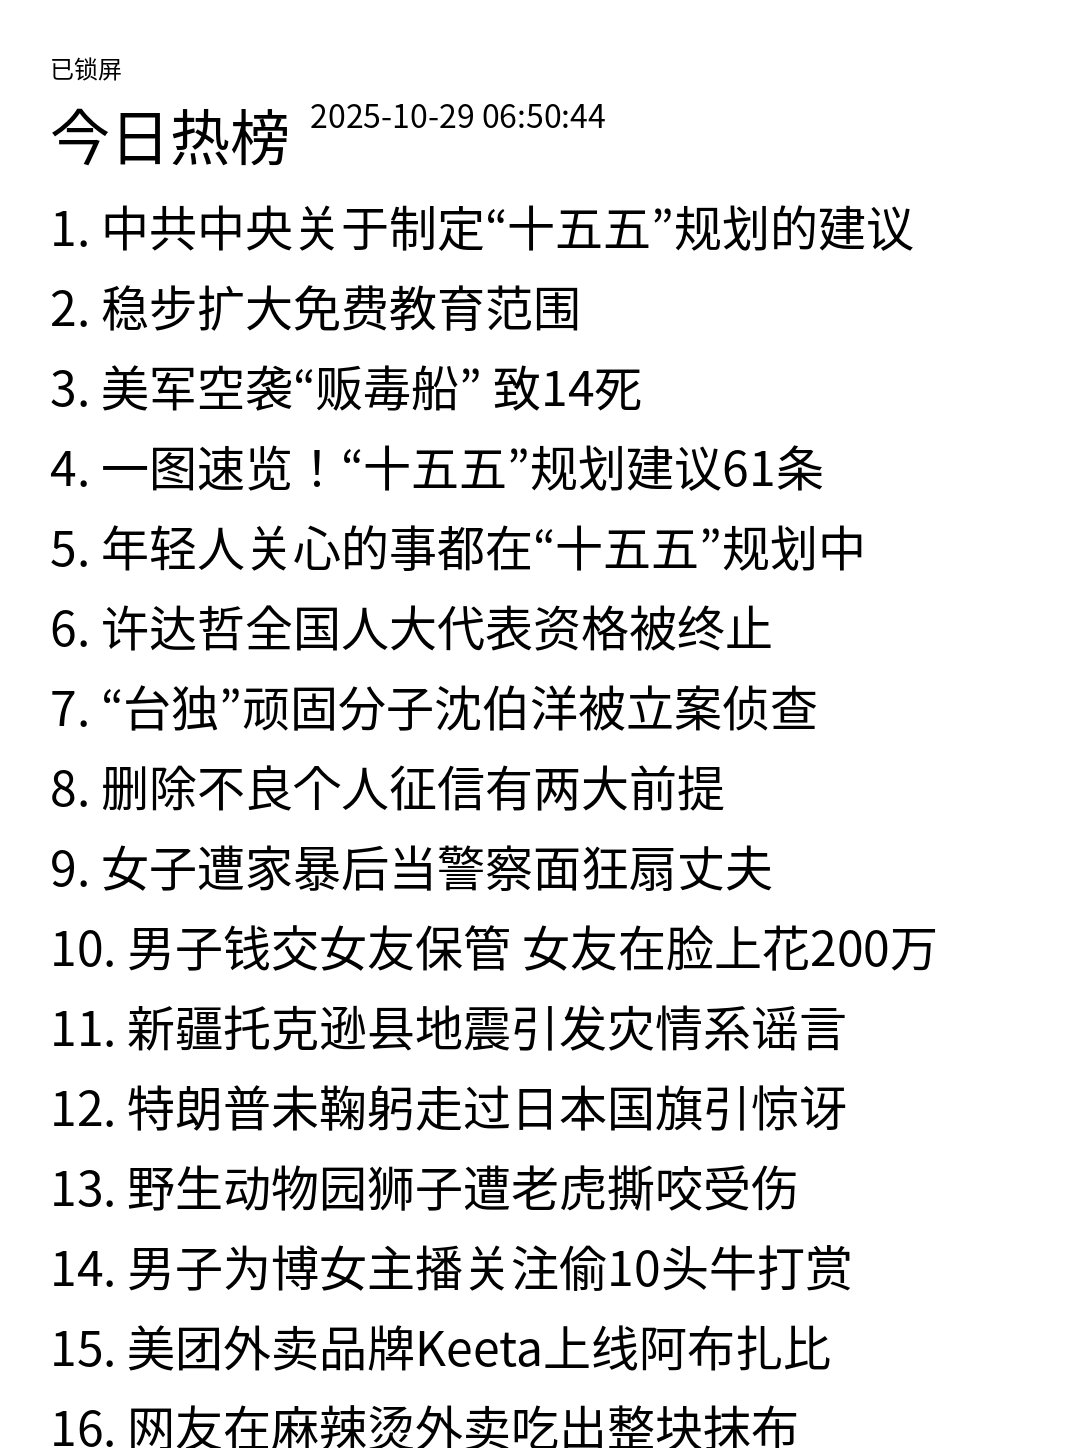 已锁屏
今日热榜 2025-10-29 06:50:44
1. 中共中央关于制定“十五五”规划的建议
2. 稳步扩大免费教育范围
3. 美军空袭“贩毒船” 致14死
4. 一图速览！“十五五”规划建议61条
5. 年轻人关心的事都在“十五五”规划中
6. 许达哲全国人大代表资格被终止
7. “台独”顽固分子沈伯洋被立案侦查
8. 删除不良个人征信有两大前提
9. 女子遭家暴后当警察面狂扇丈夫
10. 男子钱交女友保管 女友在脸上花200万
11. 新疆托克逊县地震引发灾情系谣言
12. 特朗普未鞠躬走过日本国旗引惊讶
13. 野生动物园狮子遭老虎撕咬受伤
14. 男子为博女主播关注偷10头牛打赏
15. 美团外卖品牌Keeta上线阿布扎比
16. 网友在麻辣烫外卖吃出整块抹布